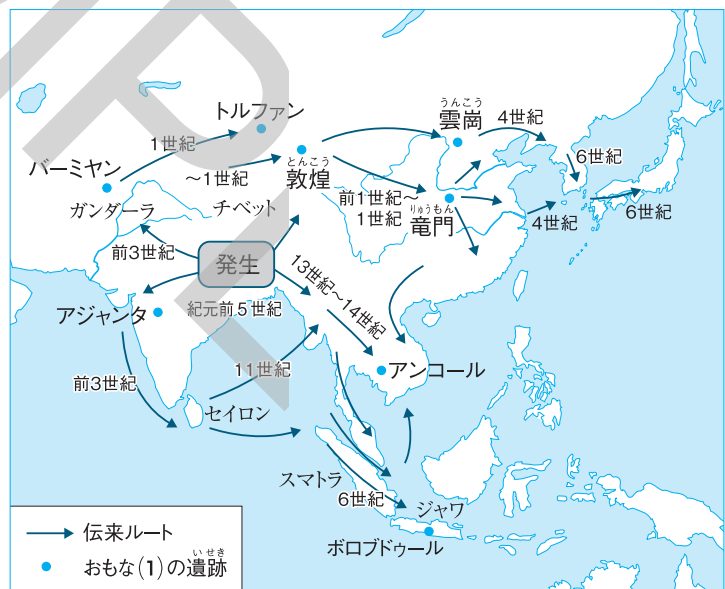 トルファン
うんこう
雲崗
4世紀
1世紀
6世紀
バーミヤン
～1世紀
とんこう
敦煌
ガンダーラ
チベット
前1世紀～
1世紀
りゅうもん
竜門
4世紀
6世紀
前3世紀
発生
13世紀～14世紀
紀元前5世紀
アジャンタ
前3世紀
11世紀
アンコール
セイロン
スマトラ
6世紀
ジャワ
ボロブドゥール
伝来ルート
いせき
おもな(1)の遺跡